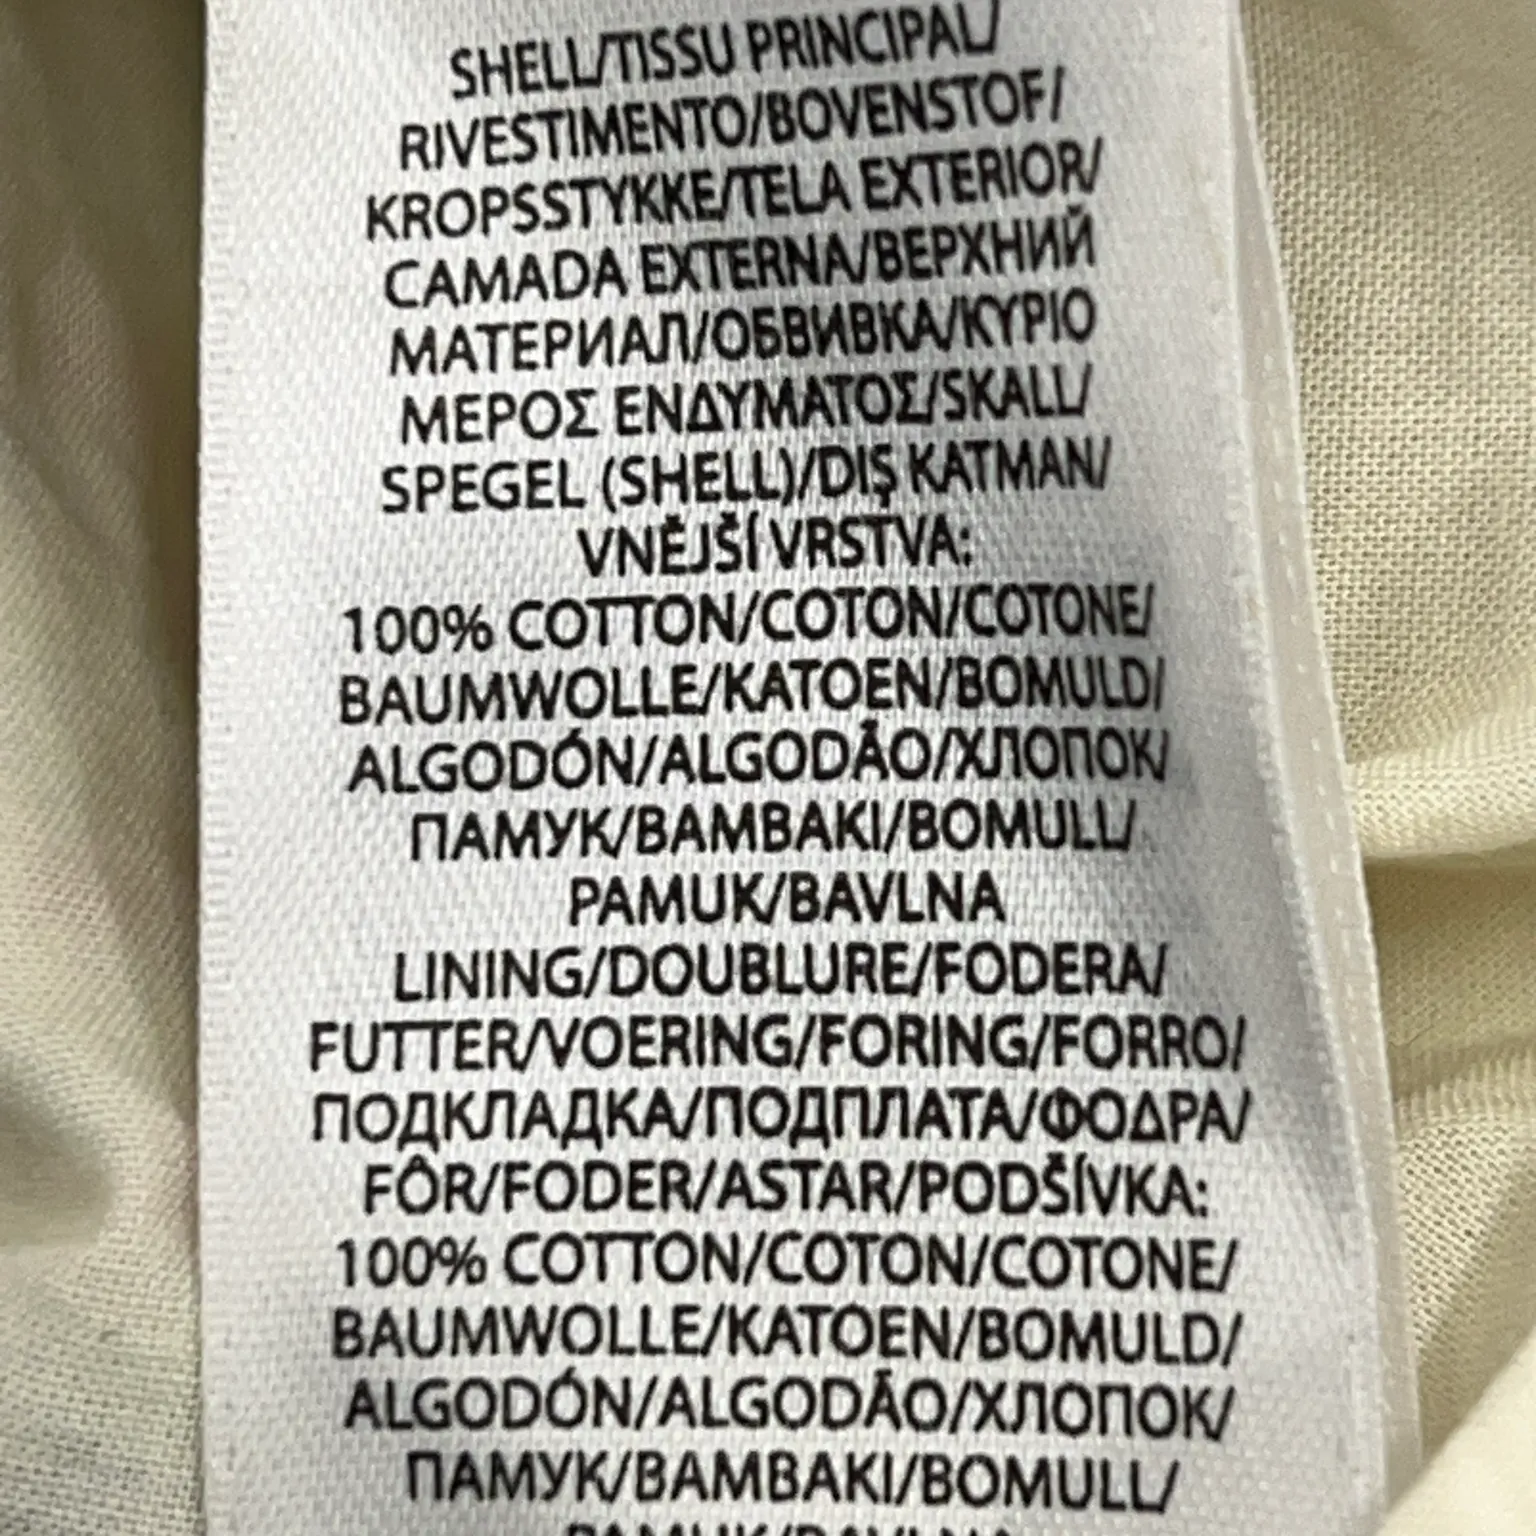 SHELL/TISSU PRINCIPAL/
RIVESTIMENTO/BOVENSTOF/
KROPSSTYKKE/TELA EXTERIOR/
CAMADA EXTERNA/ВЕРХНИЙ
МАТЕРИАЛ/ОБВИВКА/ΚΥΡΙΟ
ΜΕΡΟΣ ΕΝΔΥΜΑΤΟΣ/SKALL/
SPEGEL (SHELL)/DIŞ KATMAN/
VNĚJŠÍ VRSTVA:
100% COTTON/COTON/COTONE/
BAUMWOLLE/KATOEN/BOMULD/
ALGODÓN/ALGODÃO/ХЛОПОК/
ПАМУК/BAMBAKI/BOMULL/
PAMUK/BAVLNA
LINING/DOUBLURE/FODERA/
FUTTER/VOERING/FORING/FORRO/
ПОДКЛАДКА/ПОДПЛАТА/ΦΟΔΡΑ/
FÔR/FODER/ASTAR/PODŠÍVKA:
100% COTTON/COTON/COTONE/
BAUMWOLLE/KATOEN/BOMULD/
ALGODÓN/ALGODÃO/ХЛОПОК/
ПАМУК/BAMBAKI/BOMULL/